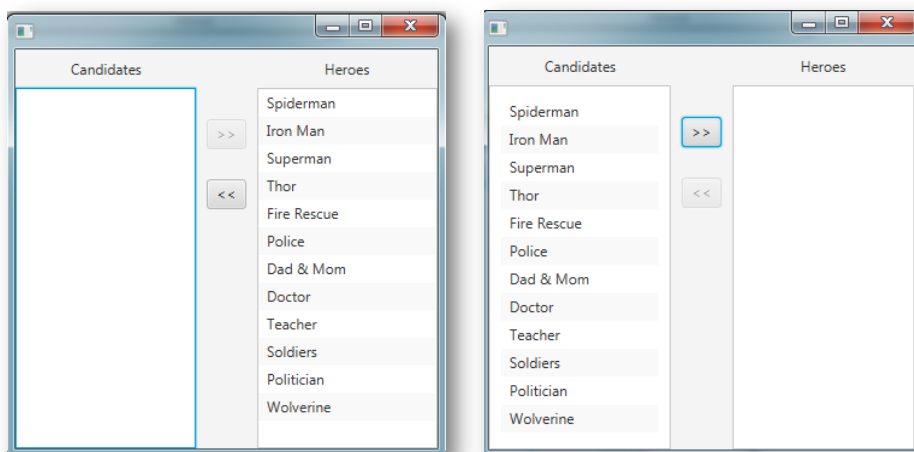 Candidates
Heroes
Spiderman
Iron Man
Superman
Thor
Fire Rescue
Police
Dad & Mom
Doctor
Teacher
Soldiers
Politician
Wolverine
>>
<<
Candidates
Heroes
Spiderman
Iron Man
Superman
Thor
Fire Rescue
Police
Dad & Mom
Doctor
Teacher
Soldiers
Politician
Wolverine
>>
<<